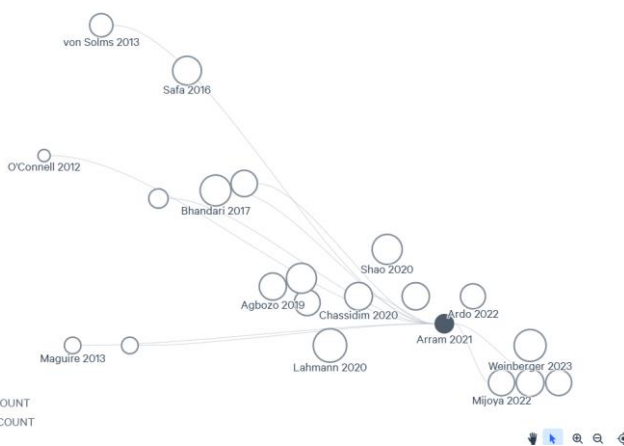 von Solms 2013
Safa 2016
O'Connell 2012
Bhandari 2017
Shao 2020
Agbozo 2019
Chassidim 2020
Ardo 2022
Arram 2021
Maguire 2013
Lahmann 2020
Weinberger 2023
Mijoya 2022
OUNT
COUNT